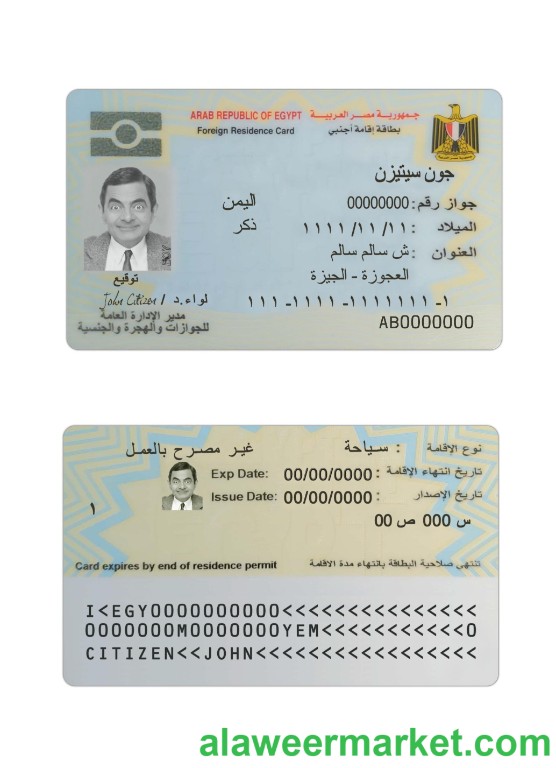 ARAB REPUBLIC OF EGYPT جمهورية مصر العربية
Foreign Residence Card بطاقة إقامة أجنبي
جون سيتيزن
جواز رقم: 00000000 اليمن
الميلاد : ١١/ ١١/ ١١١١ ذكر
العنوان : ش سالم سالم
العجوزة - الجيزة
توقيع
John Citizen لواء.د / ١- ١١١١١١١-١١١١-١١١
مدير الإدارة العامة
للجوازات والهجرة والجنسية
AB0000000
نوع الإقامة : سياحة غير مصرح بالعمل
Exp Date: 00/00/0000 : تاريخ انتهاء الإقامة
Issue Date: 00/00/0000 : تاريخ الإصدار
١
س 000 ص 00
Card expires by end of residence permit تنتهى صلاحية البطاقة بانتهاء مدة الاقامة
I<EGY0000000000<<<<<<<<<<<<<<<
0000000M0000000YEM<<<<<<<<<<<0
CITIZEN<<JOHN<<<<<<<<<<<<<<<<<
alaweermarket.com